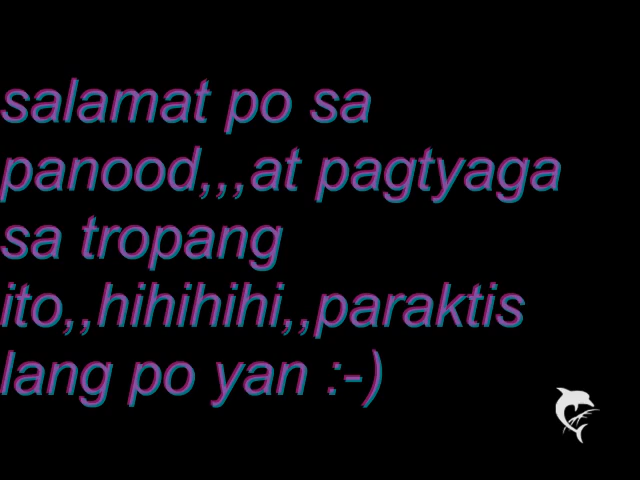 salamat po sa
panood,,,at pagtyaga
sa tropang
ito,,hihihihi,,paraktis
lang po yan :-)